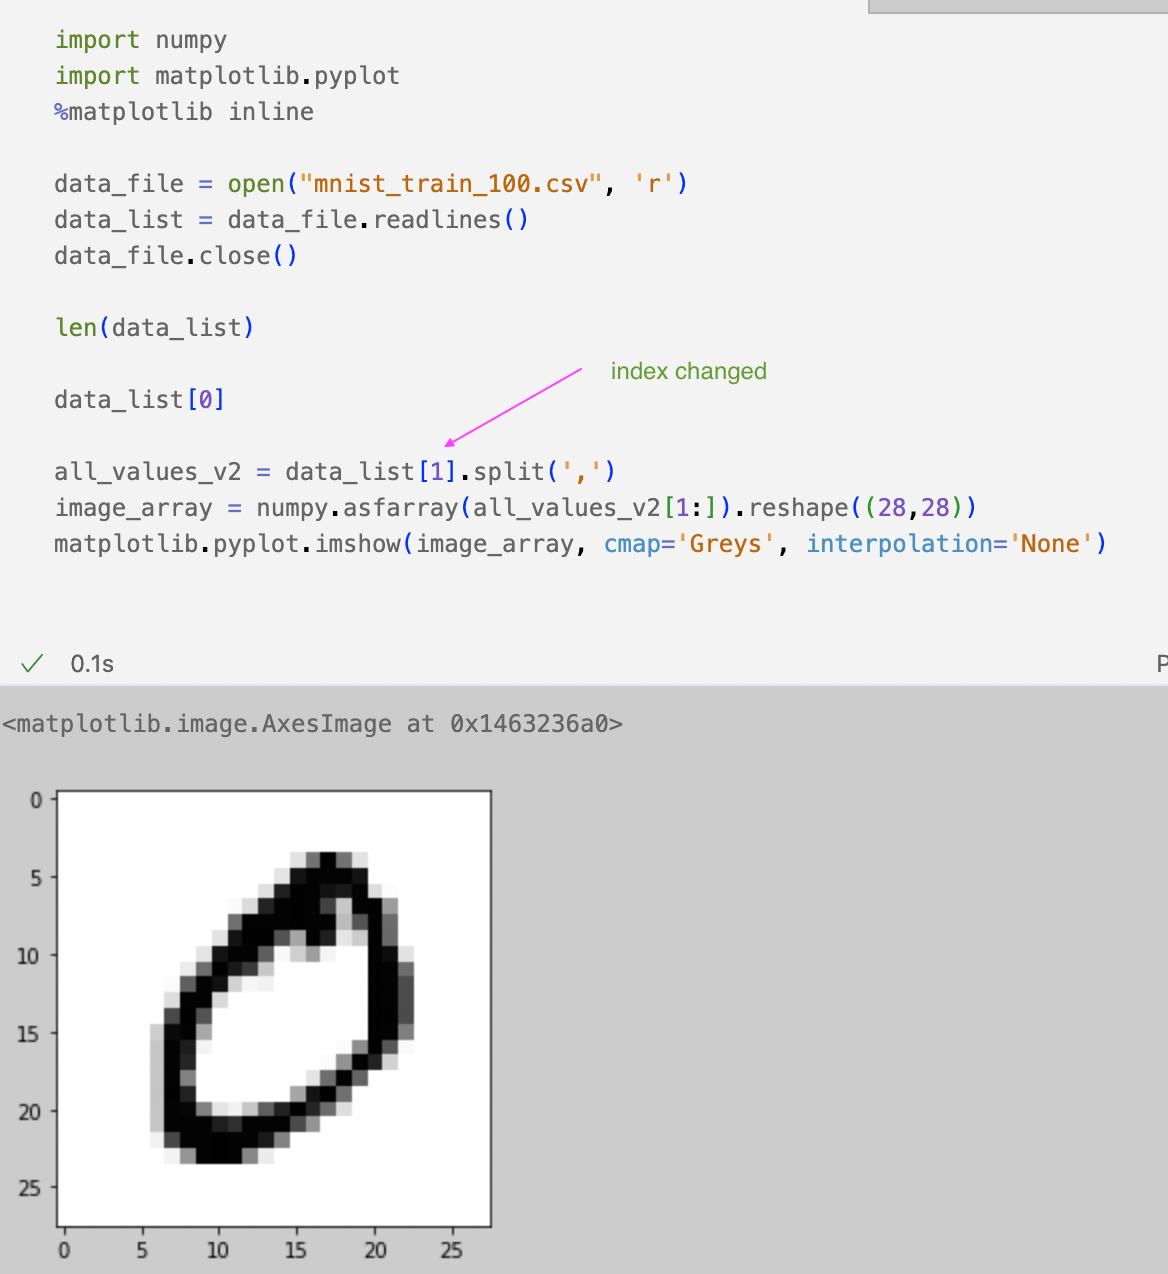 import numpy
import matplotlib.pyplot
%matplotlib inline
data_file = open("mnist_train_100.csv", 'r')
data_list = data_file.readlines()
data_file.close()
len(data_list)
index changed
data_list[0]
all_values_v2 = data_list[1].split(',')
image_array = numpy.asfarray(all_values_v2[1:]).reshape((28,28))
matplotlib.pyplot.imshow(image_array, cmap='Greys', interpolation='None')
0.1s
P
<matplotlib.image.AxesImage at 0x1463236a0>
0
5
10
15
20
25
0 5 10 15 20 25